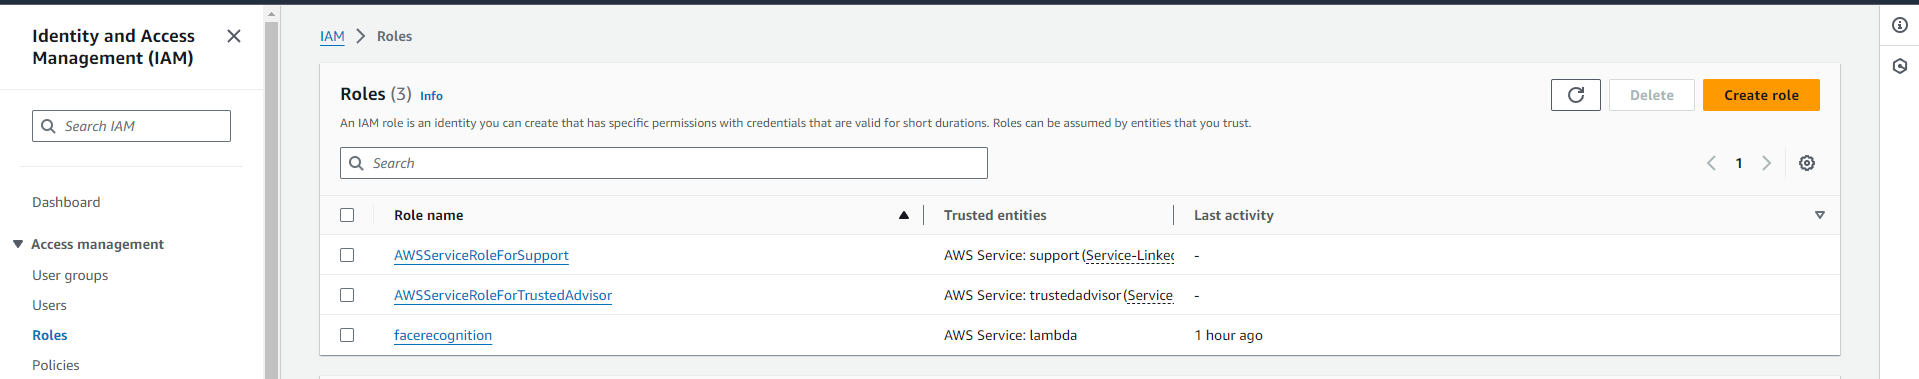 Identity and Access
Management (IAM)
Search IAM
Dashboard
Access management
User groups
Users
Roles
Policies
IAM > Roles
Roles (3) Info
Delete
Create role
An IAM role is an identity you can create that has specific permissions with credentials that are valid for short durations. Roles can be assumed by entities that you trust.
Search
1
Role name Trusted entities Last activity
AWSServiceRoleForSupport AWS Service: support (Service-Linked -
AWSServiceRoleForTrustedAdvisor AWS Service: trustedadvisor (Service -
facerecognition AWS Service: lambda 1 hour ago